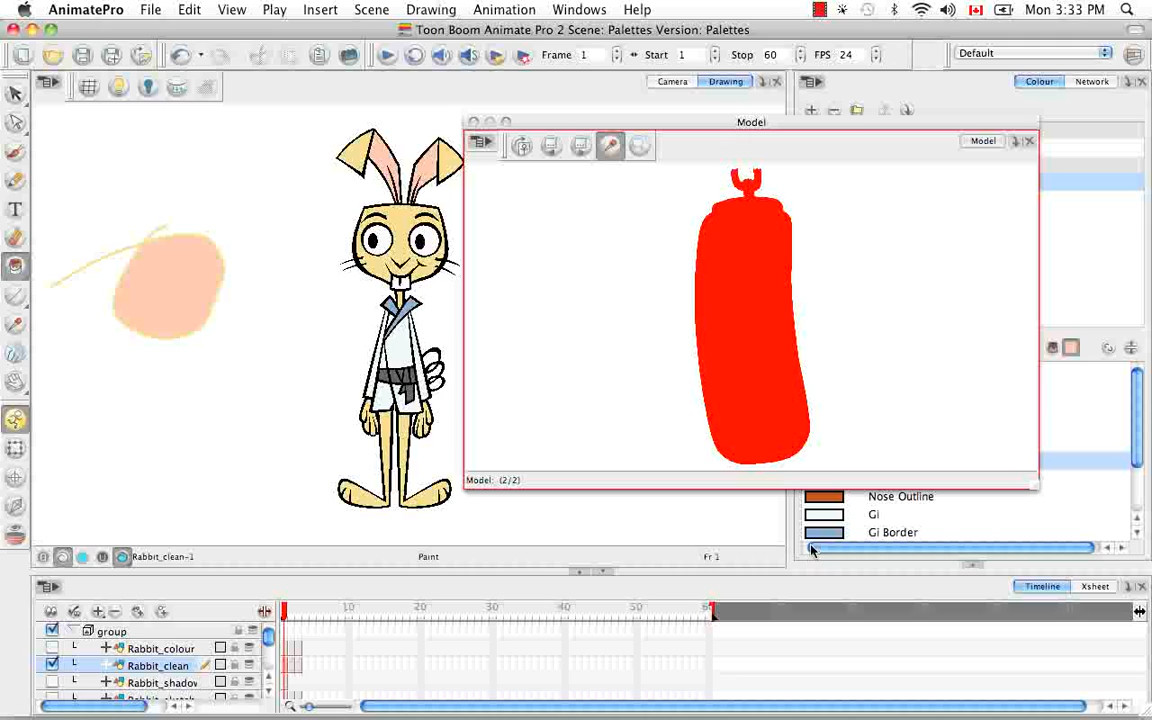 AnimatePro File Edit View Play Insert Scene Drawing Animation Windows Help Mon 3:33 PM
Toon Boom Animate Pro 2 Scene: Palettes Version: Palettes
Frame 1 Start 1 Stop 60 FPS 24 Default
Camera Drawing Colour Network
Model
Model
Model: (2/2)
Nose Outline
Gi
Gi Border
Rabbit_clean-1 Paint Fr 1
Timeline Xsheet
10 20 30 40 50 60
group
Rabbit_colour
Rabbit_clean
Rabbit_shadow